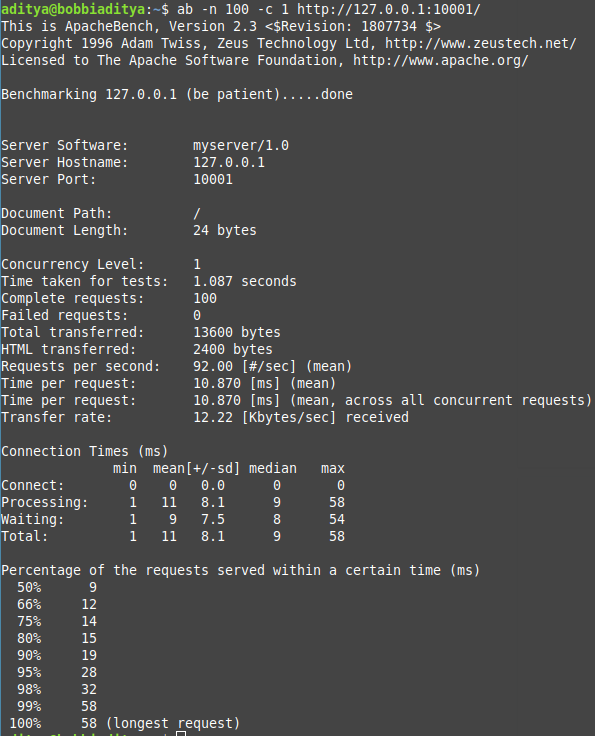 aditya@bobbiaditya:~$ ab -n 100 -c 1 http://127.0.0.1:10001/
This is ApacheBench, Version 2.3 <$Revision: 1807734 $>
Copyright 1996 Adam Twiss, Zeus Technology Ltd, http://www.zeustech.net/
Licensed to The Apache Software Foundation, http://www.apache.org/

Benchmarking 127.0.0.1 (be patient).....done


Server Software:        myserver/1.0
Server Hostname:        127.0.0.1
Server Port:            10001

Document Path:          /
Document Length:        24 bytes

Concurrency Level:      1
Time taken for tests:   1.087 seconds
Complete requests:      100
Failed requests:        0
Total transferred:      13600 bytes
HTML transferred:       2400 bytes
Requests per second:    92.00 [#/sec] (mean)
Time per request:       10.870 [ms] (mean)
Time per request:       10.870 [ms] (mean, across all concurrent requests)
Transfer rate:          12.22 [Kbytes/sec] received

Connection Times (ms)
              min  mean[+/-sd] median   max
Connect:        0    0   0.0      0       0
Processing:     1   11   8.1      9      58
Waiting:        1    9   7.5      8      54
Total:          1   11   8.1      9      58

Percentage of the requests served within a certain time (ms)
  50%      9
  66%     12
  75%     14
  80%     15
  90%     19
  95%     28
  98%     32
  99%     58
 100%     58 (longest request)